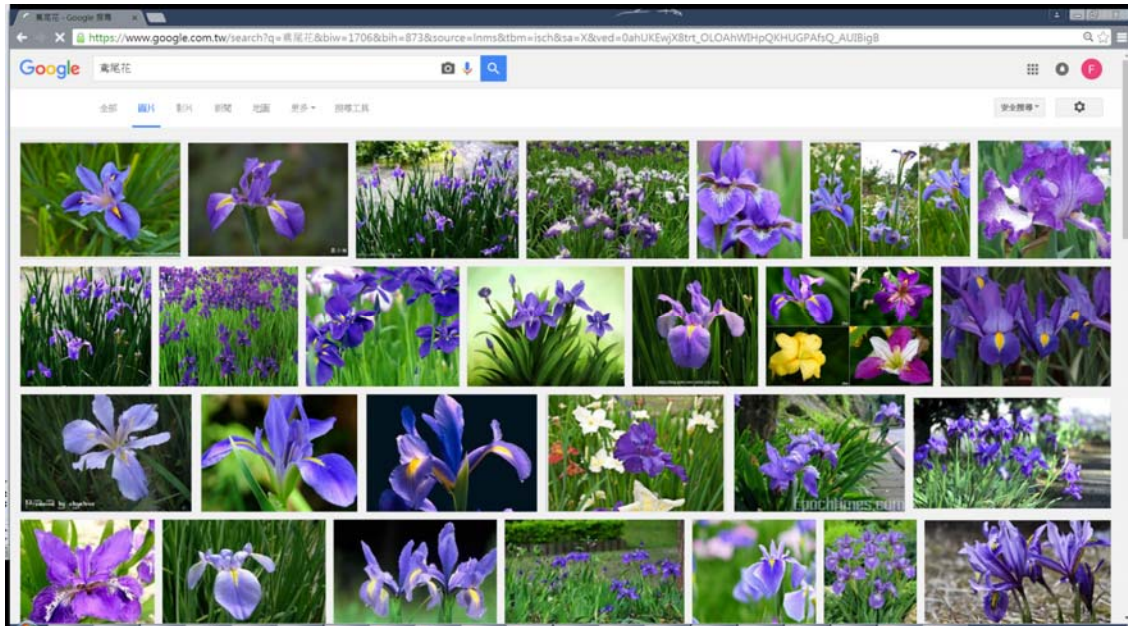 鳶尾花 - Google 搜尋
https://www.google.com.tw/search?q=鳶尾花&biw=1706&bih=873&source=lnms&tbm=isch&sa=X&ved=0ahUKEwjX8trt_OLOAhWIHpQKHUGPAfsQ_AUIBigB
Google 鳶尾花
F
全部 圖片 影片 新聞 地圖 更多 搜尋工具 安全搜尋
Epochtimes.com